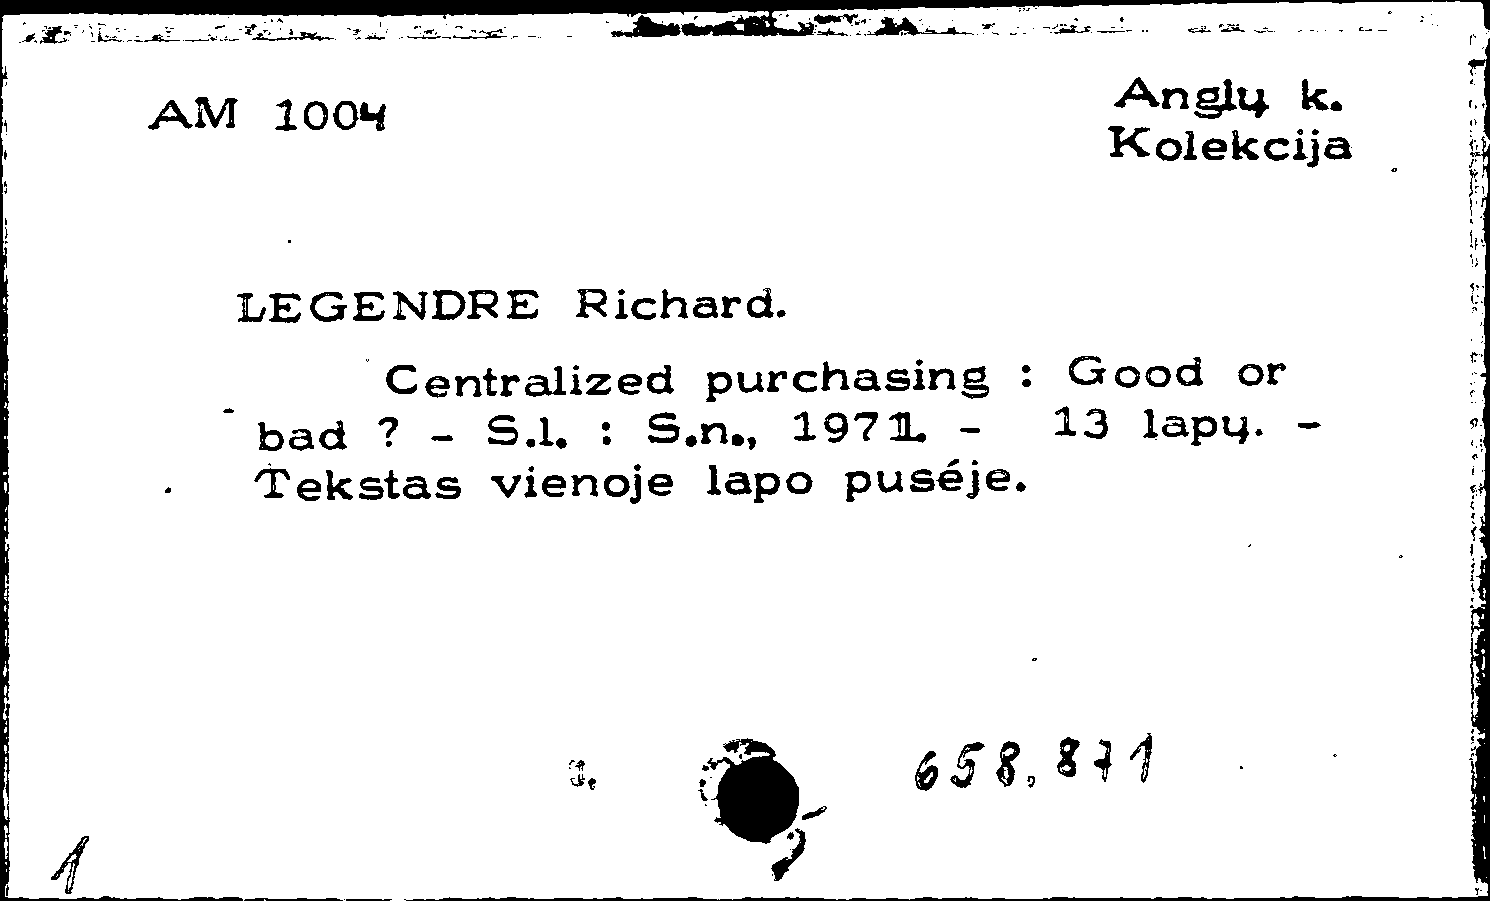 AM 1004
Anglų k.
Kolekcija
LEGENDRE Richard.
Centralized purchasing : Good or
bad ? - S.l. : S.n., 1971. - 13 lapų. -
Tekstas vienoje lapo puséje.
658.871
1